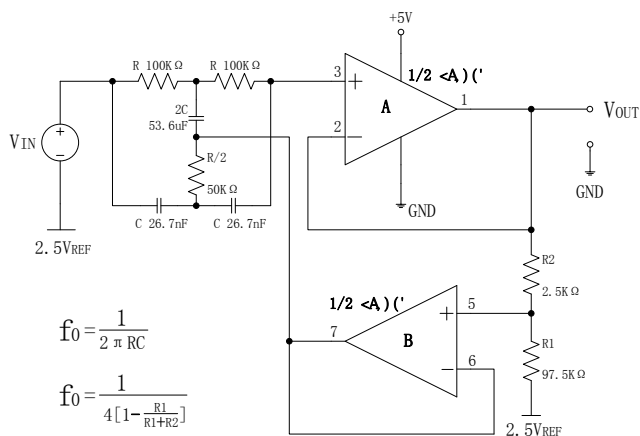 +5V
R 100KΩ R 100KΩ
1/2 <A,)('
3
A
1
VOUT
2C
53.6uF
2
VIN
R/2
50KΩ
GND
GND
C 26.7nF C 26.7nF
2.5VREF
R2
2.5KΩ
1/2 <A,)('
5
7
B
6
R1
97.5KΩ
2.5VREF
f0=1/2πRC
f0=1/4[1-R1/R1+R2]